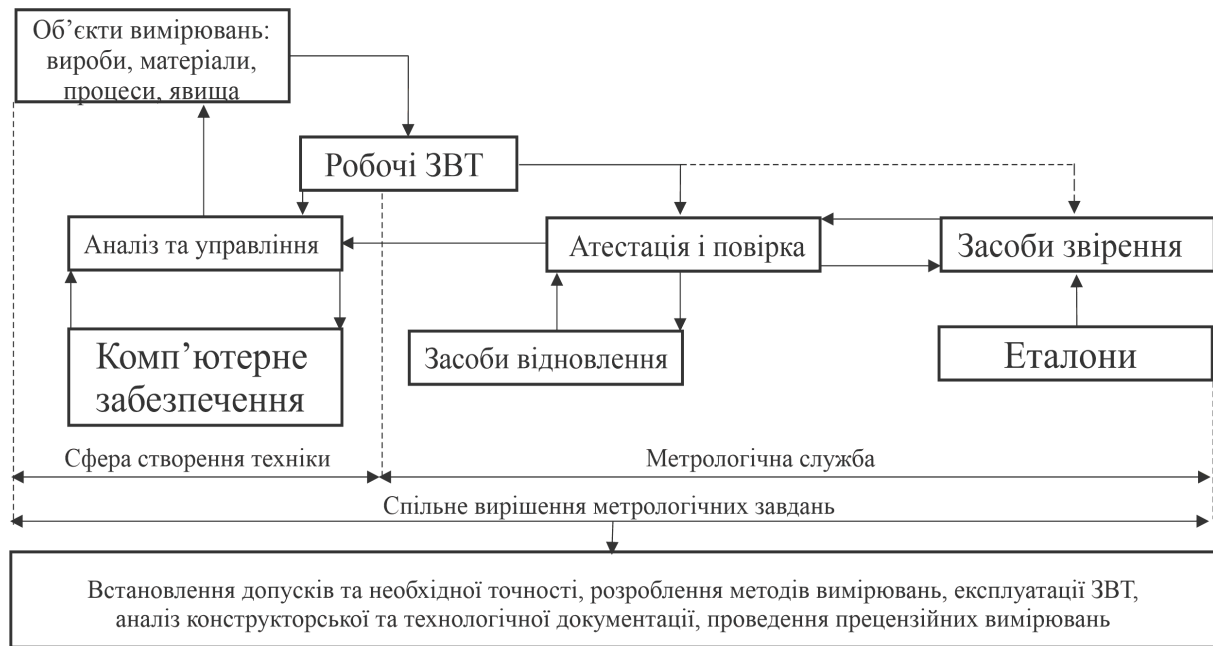 Об’єкти вимірювань:
вироби, матеріали,
процеси, явища
Робочі ЗВТ
Аналіз та управління
Атестація і повірка
Засоби звірення
Комп’ютерне
забезпечення
Засоби відновлення
Еталони
Сфера створення техніки
Метрологічна служба
Спільне вирішення метрологічних завдань
Встановлення допусків та необхідної точності, розроблення методів вимірювань, експлуатації ЗВТ,
аналіз конструкторської та технологічної документації, проведення прецензійних вимірювань